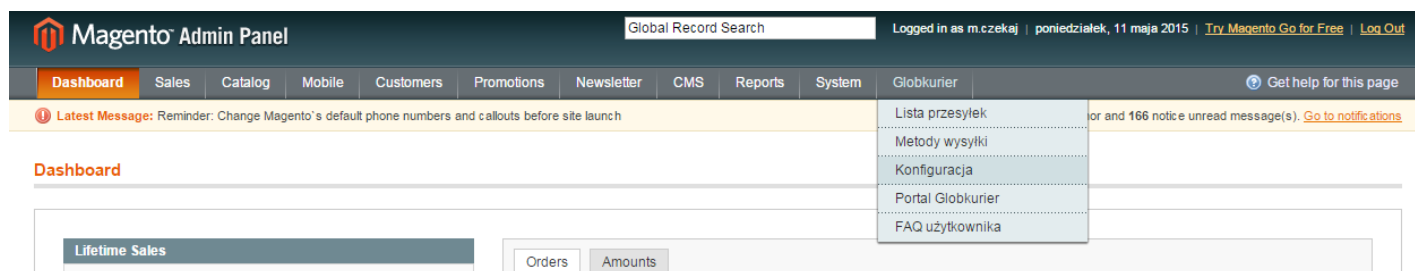 Magento Admin Panel
Global Record Search
Logged in as m.czekaj | poniedziałek, 11 maja 2015 | Try Magento Go for Free | Log Out
Dashboard Sales Catalog Mobile Customers Promotions Newsletter CMS Reports System Globkurier Get help for this page
Latest Message: Reminder: Change Magento`s default phone numbers and callouts before site launch
and 166 notice unread message(s). Go to notifications
Lista przesyłek
Metody wysyłki
Konfiguracja
Portal Globkurier
FAQ użytkownika
Dashboard
Lifetime Sales
Orders Amounts